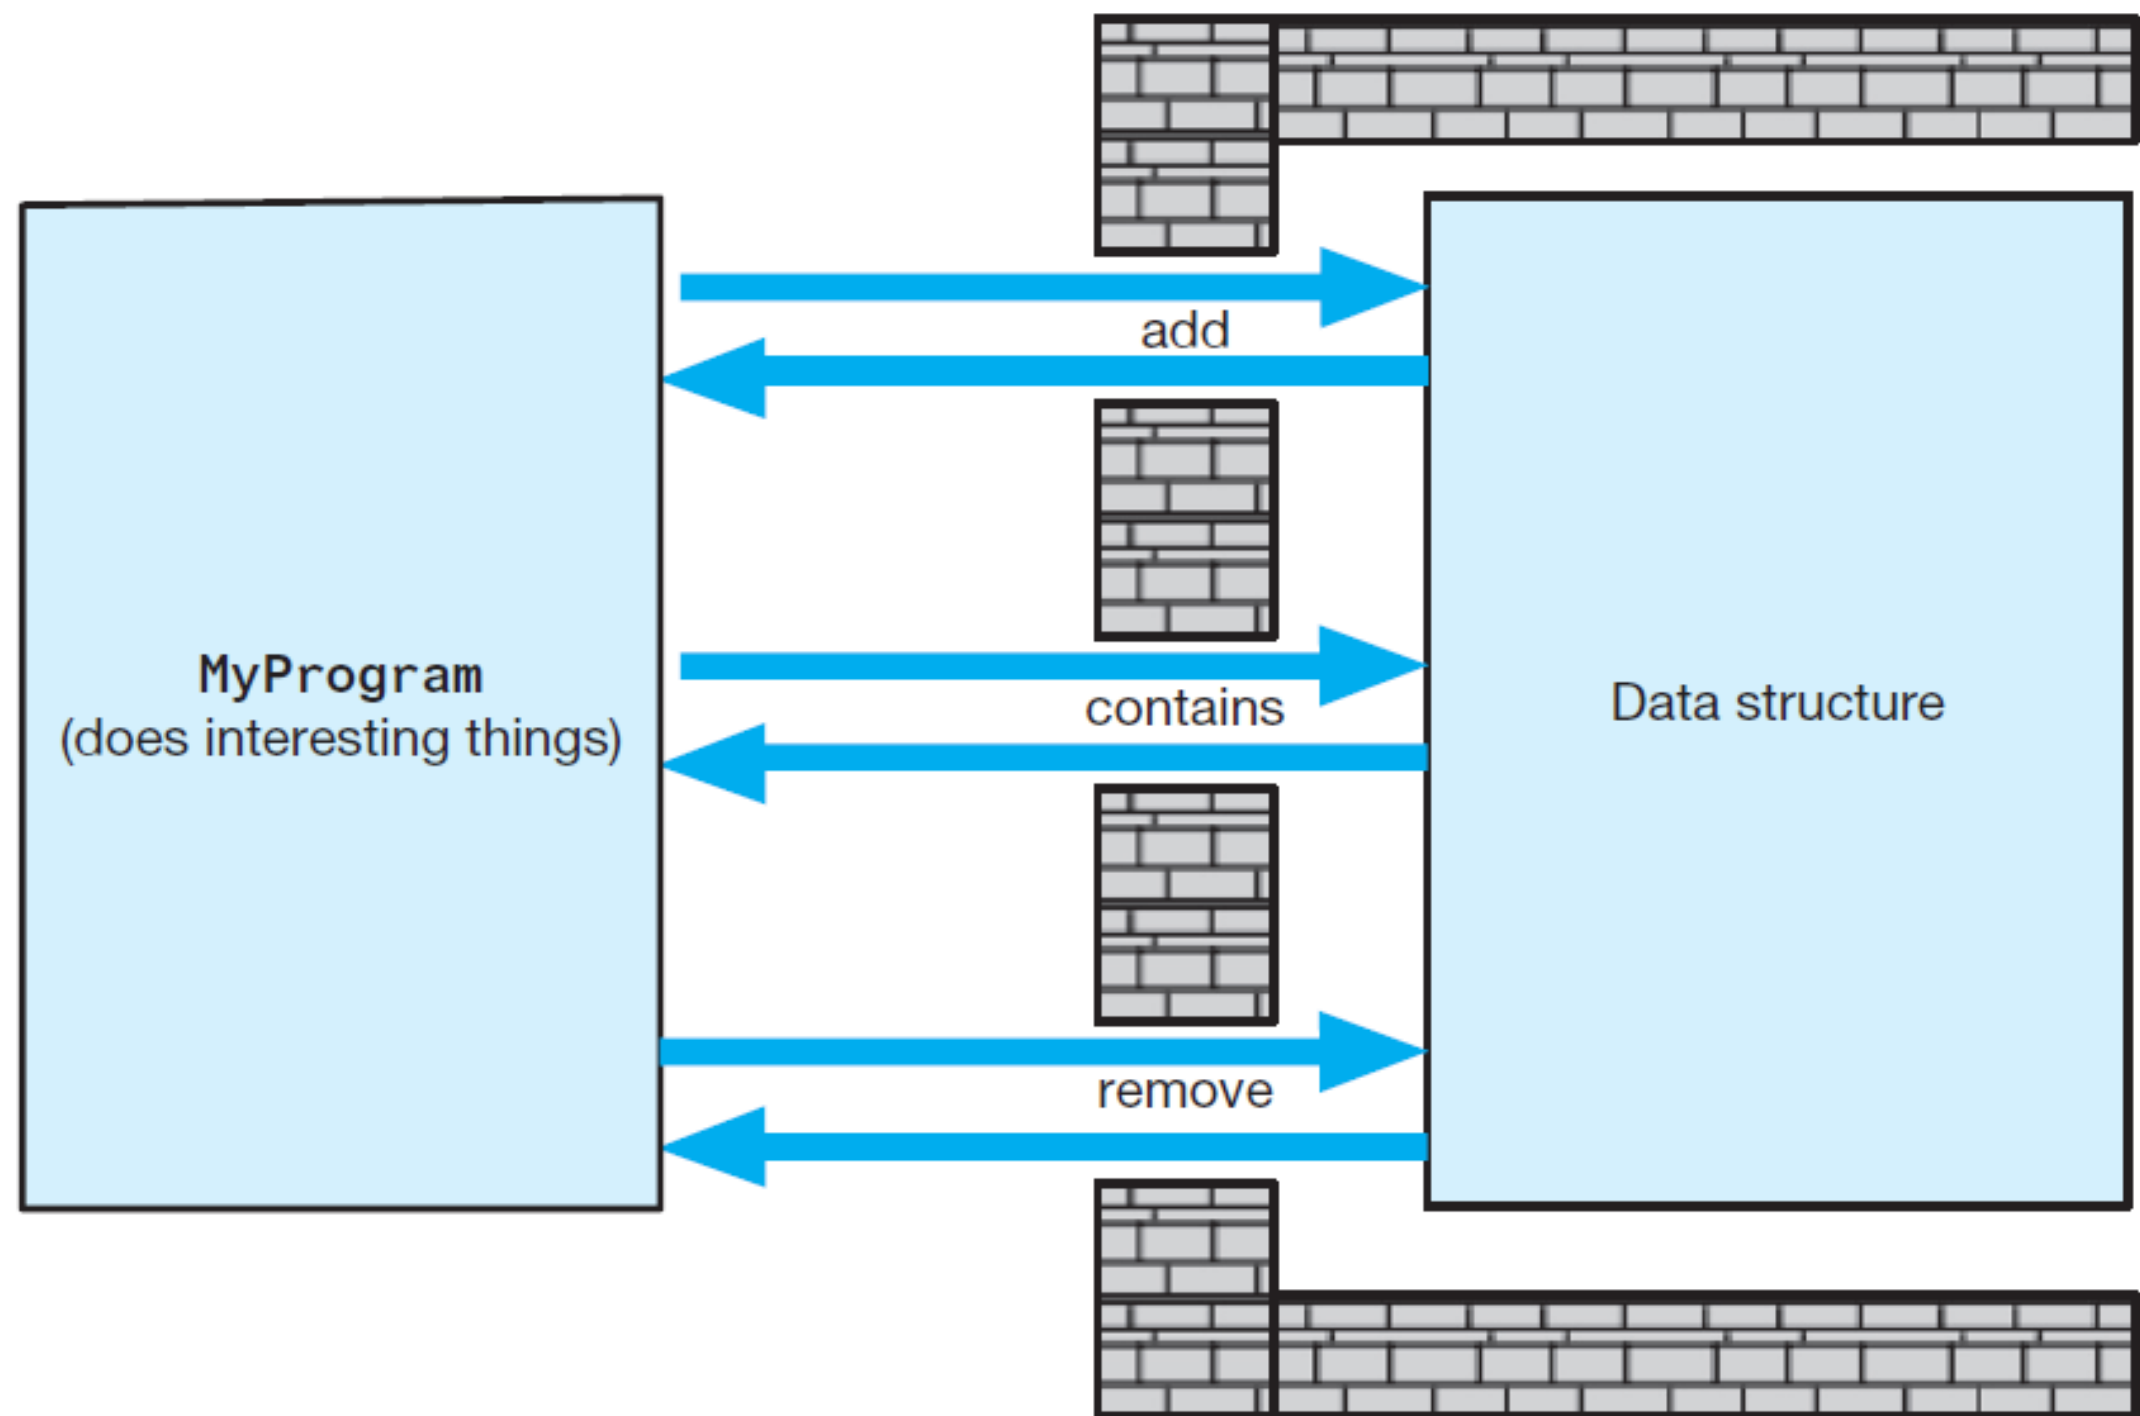 add
MyProgram
(does interesting things)
contains
Data structure
remove